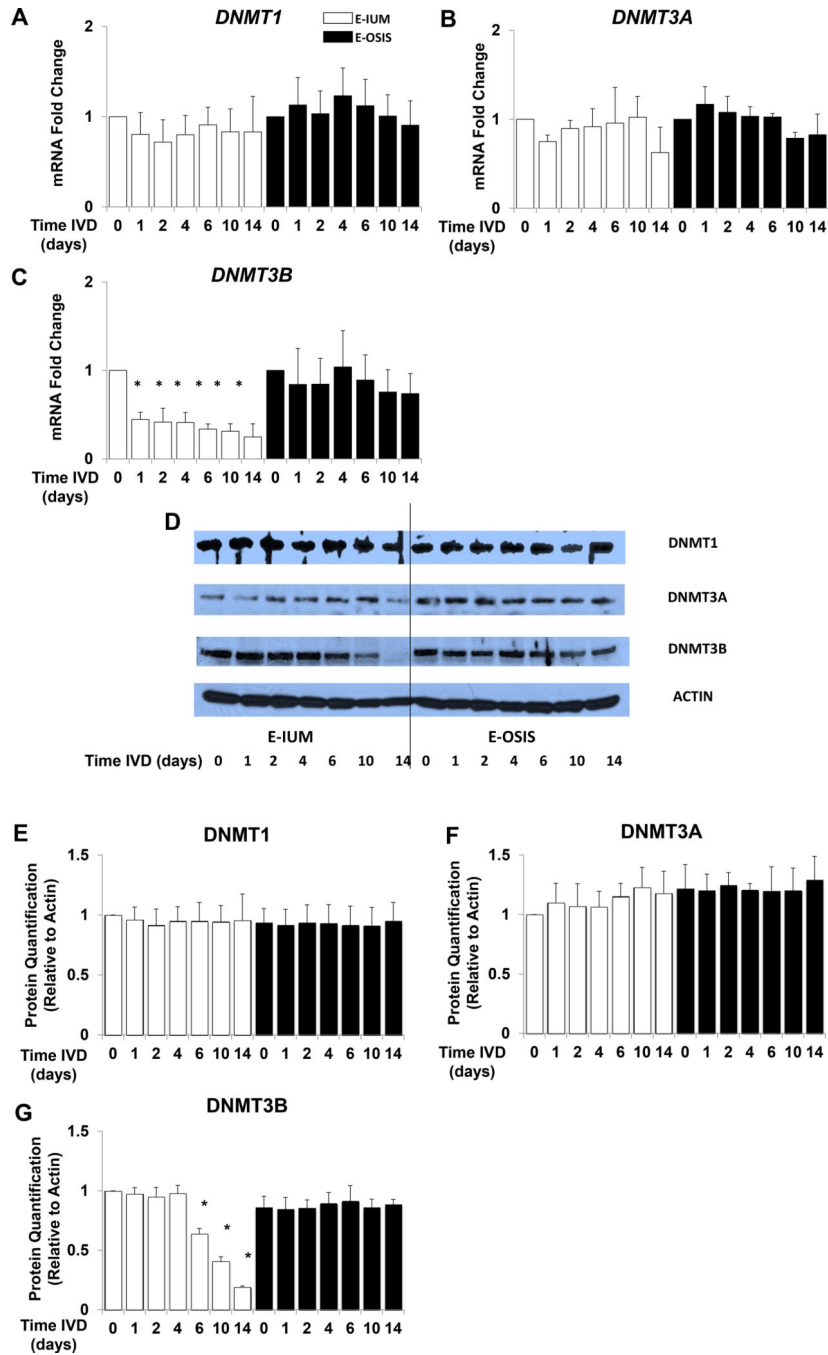 A
DNMT1
E-IUM
E-OSIS
mRNA Fold Change
2
1
0
Time IVD
(days)
0 1 2 4 6 10 14 0 1 2 4 6 10 14
B
DNMT3A
mRNA Fold Change
2
1
0
Time IVD
(days)
0 1 2 4 6 10 14 0 1 2 4 6 10 14
C
DNMT3B
mRNA Fold Change
2
1
0
* * * * * *
Time IVD
(days)
0 1 2 4 6 10 14 0 1 2 4 6 10 14
D
DNMT1
DNMT3A
DNMT3B
ACTIN
E-IUM E-OSIS
Time IVD (days) 0 1 2 4 6 10 14 0 1 2 4 6 10 14
E
DNMT1
Protein Quantification
(Relative to Actin)
1.5
1
0.5
0
Time IVD
(days)
0 1 2 4 6 10 14 0 1 2 4 6 10 14
F
DNMT3A
Protein Quantification
(Relative to Actin)
1.5
1
0.5
0
Time IVD
(days)
0 1 2 4 6 10 14 0 1 2 4 6 10 14
G
DNMT3B
Protein Quantification
(Relative to Actin)
1.5
1
0.5
0
* * *
Time IVD
(days)
0 1 2 4 6 10 14 0 1 2 4 6 10 14